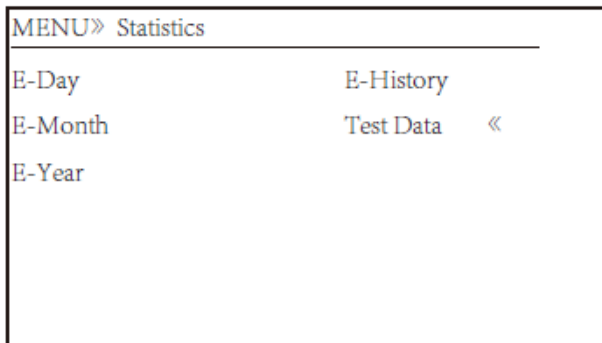 MENU» Statistics
E-Day E-History
E-Month Test Data «
E-Year